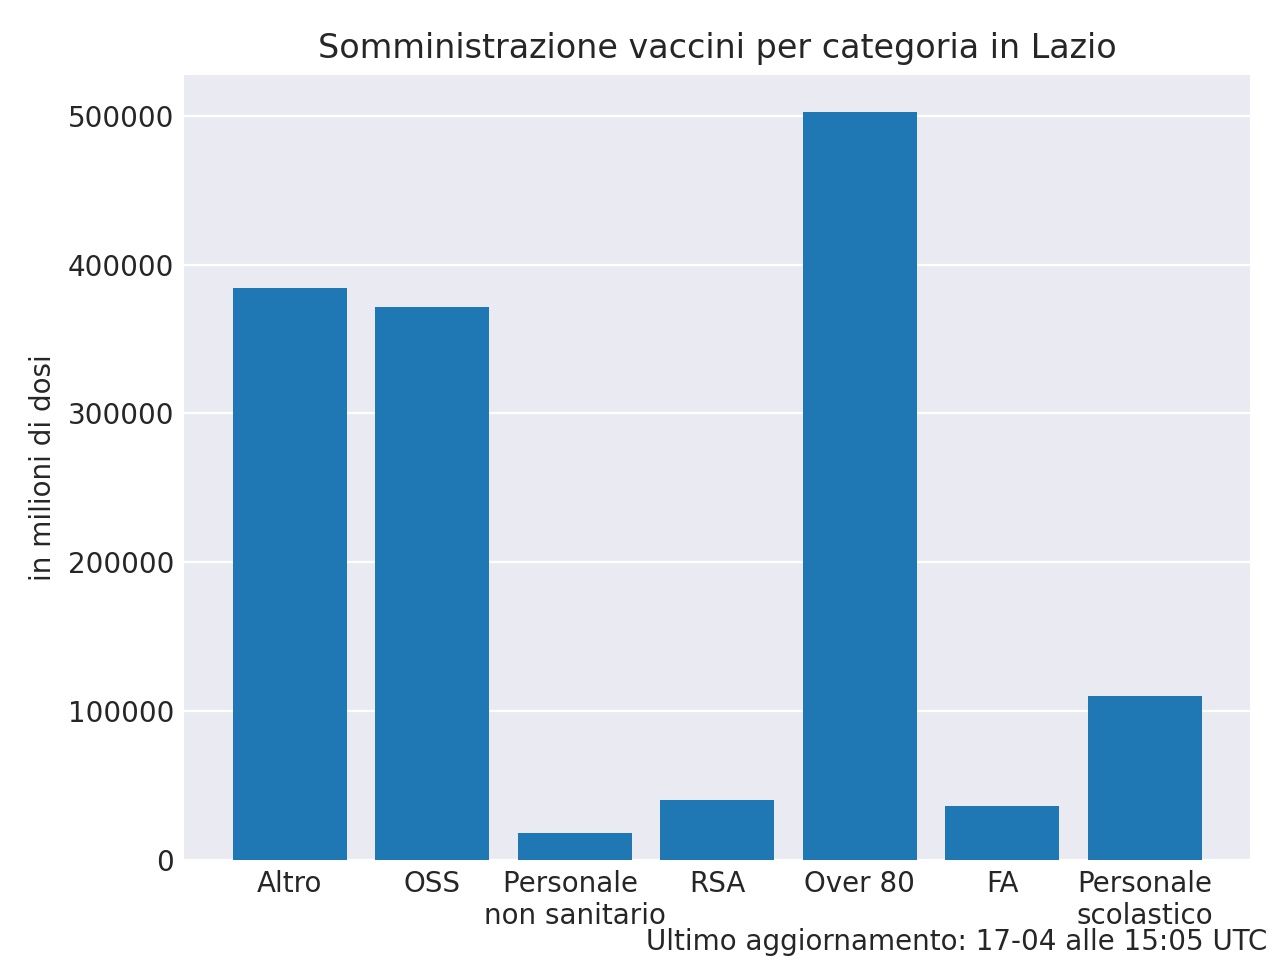 Somministrazione vaccini per categoria in Lazio
in milioni di dosi
500000
400000
300000
200000
100000
0
Altro
OSS
Personale
non sanitario
RSA
Over 80
FA
Personale
scolastico
Ultimo aggiornamento: 17-04 alle 15:05 UTC